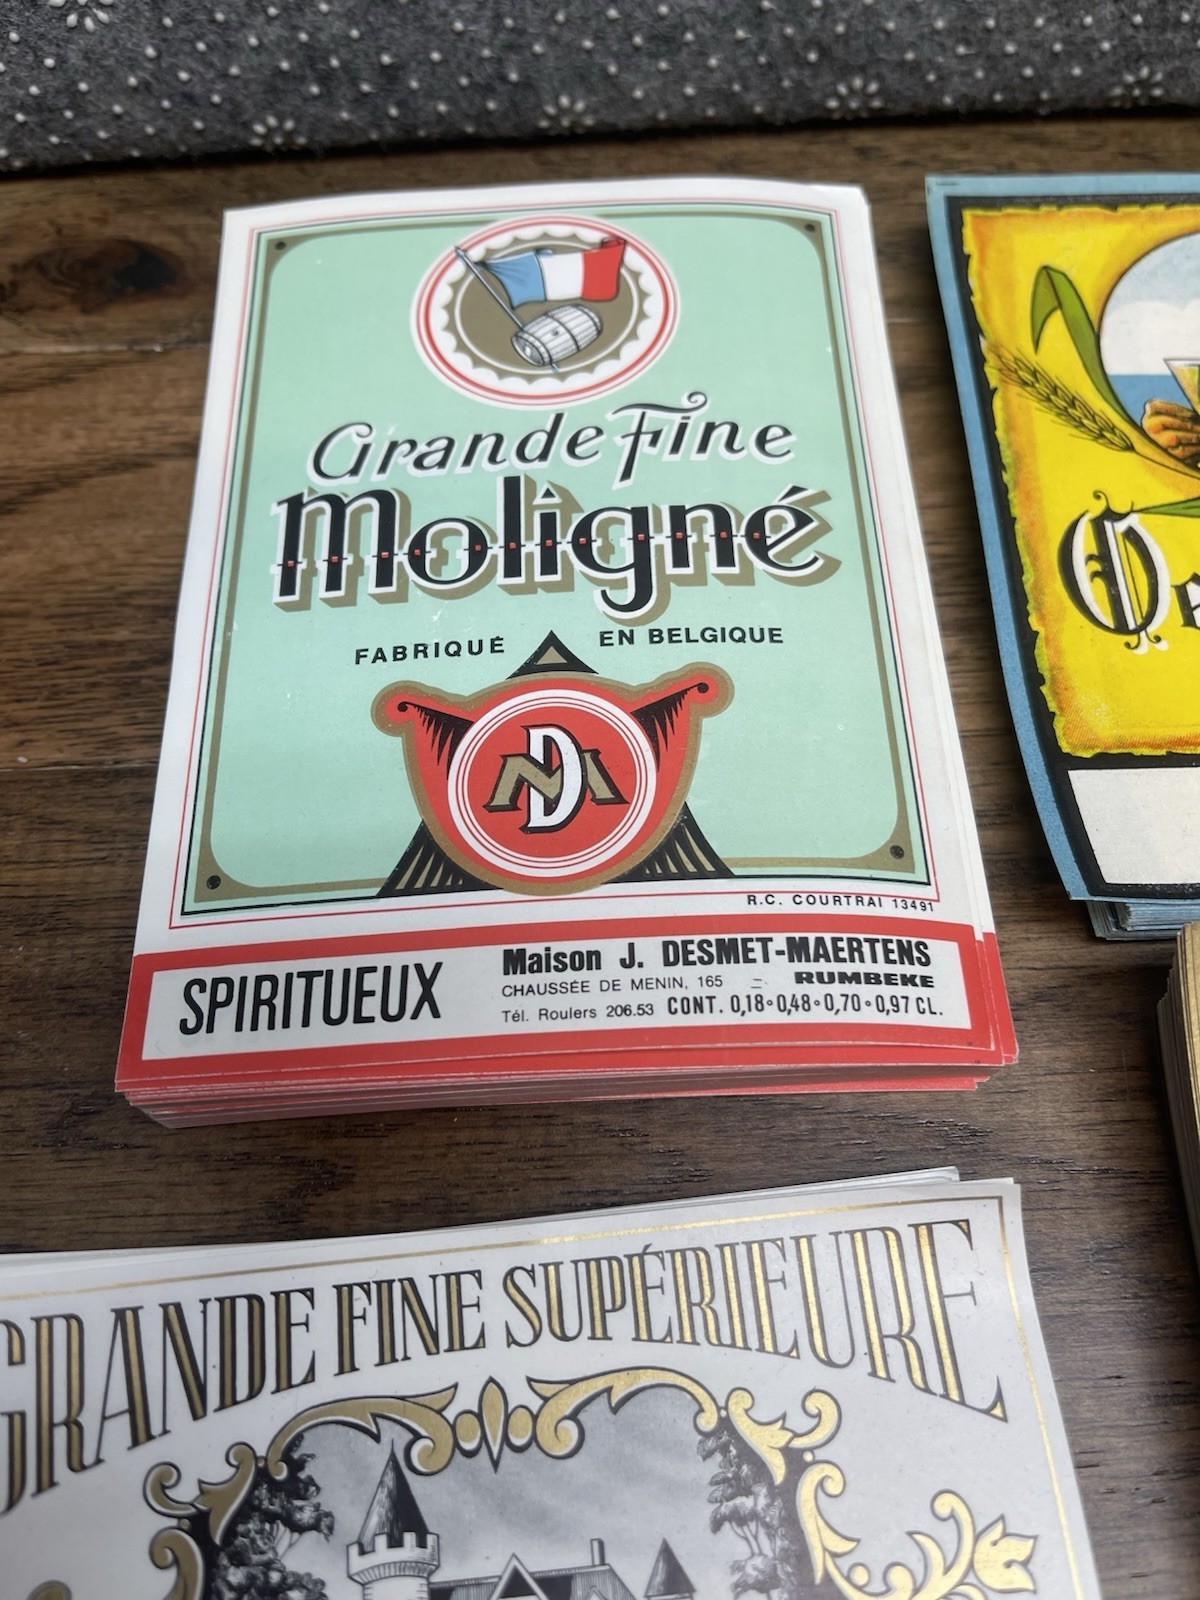 Grande Fine
Moligné
FABRIQUÉ EN BELGIQUE
DM
R.C. COURTRAI 13491
SPIRITUEUX
Maison J. DESMET-MAERTENS
CHAUSSÉE DE MENIN, 165 = RUMBEKE
Tél. Roulers 206.53 CONT. 0,18∘0,48∘0,70∘0,97 CL.
GRANDE FINE SUPÉRIEURE